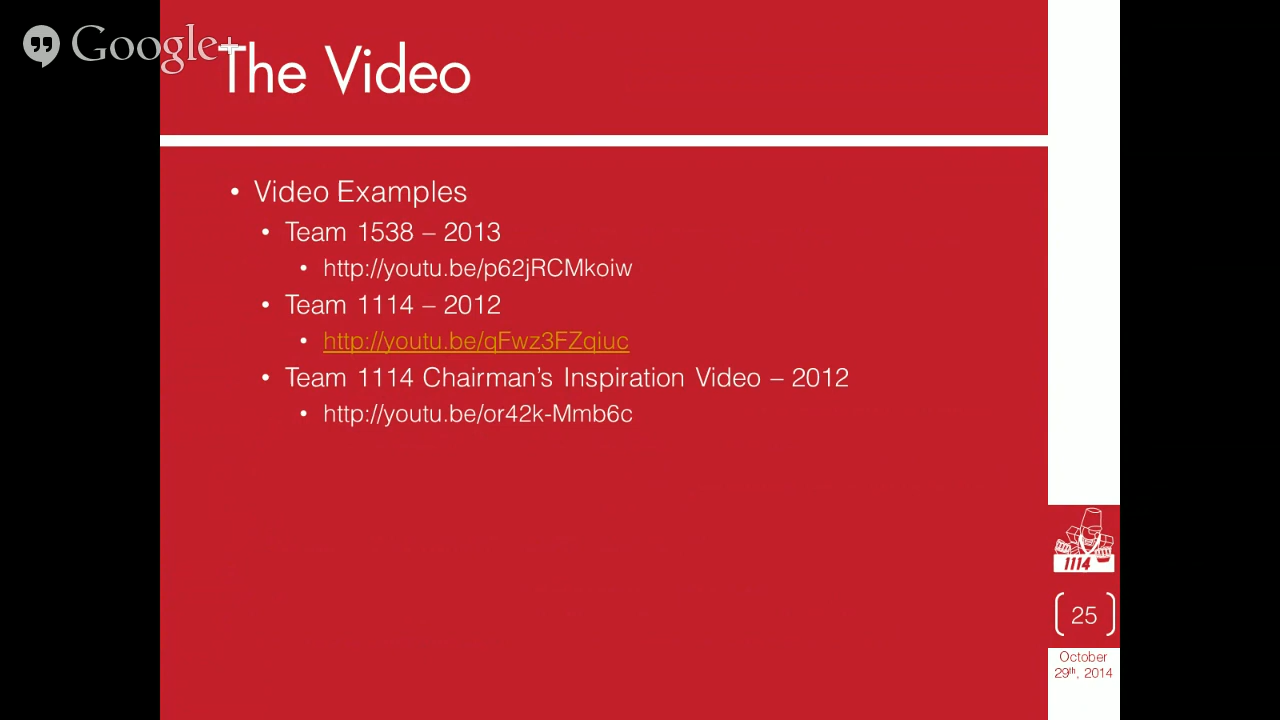 Google+
The Video
• Video Examples
• Team 1538 – 2013
• http://youtu.be/p62jRCMkoiw
• Team 1114 – 2012
• http://youtu.be/qFwz3FZqiuc
• Team 1114 Chairman's Inspiration Video – 2012
• http://youtu.be/or42k-Mmb6c
1114
25
October
29th, 2014